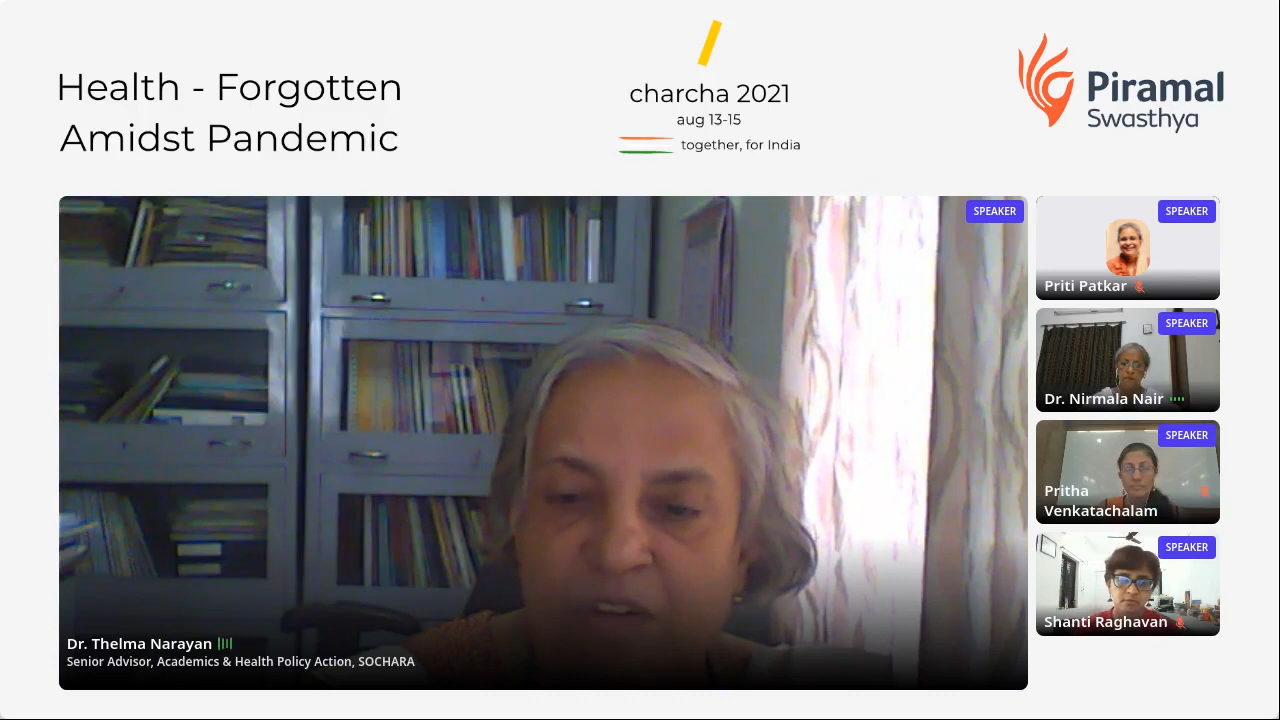 Health - Forgotten
Amidst Pandemic
charcha 2021
aug 13-15
together, for India
Piramal
Swasthya
SPEAKER
Dr. Thelma Narayan
Senior Advisor, Academics & Health Policy Action, SOCHARA
SPEAKER
Priti Patkar
SPEAKER
Dr. Nirmala Nair
SPEAKER
Pritha
Venkatachalam
SPEAKER
Shanti Raghavan